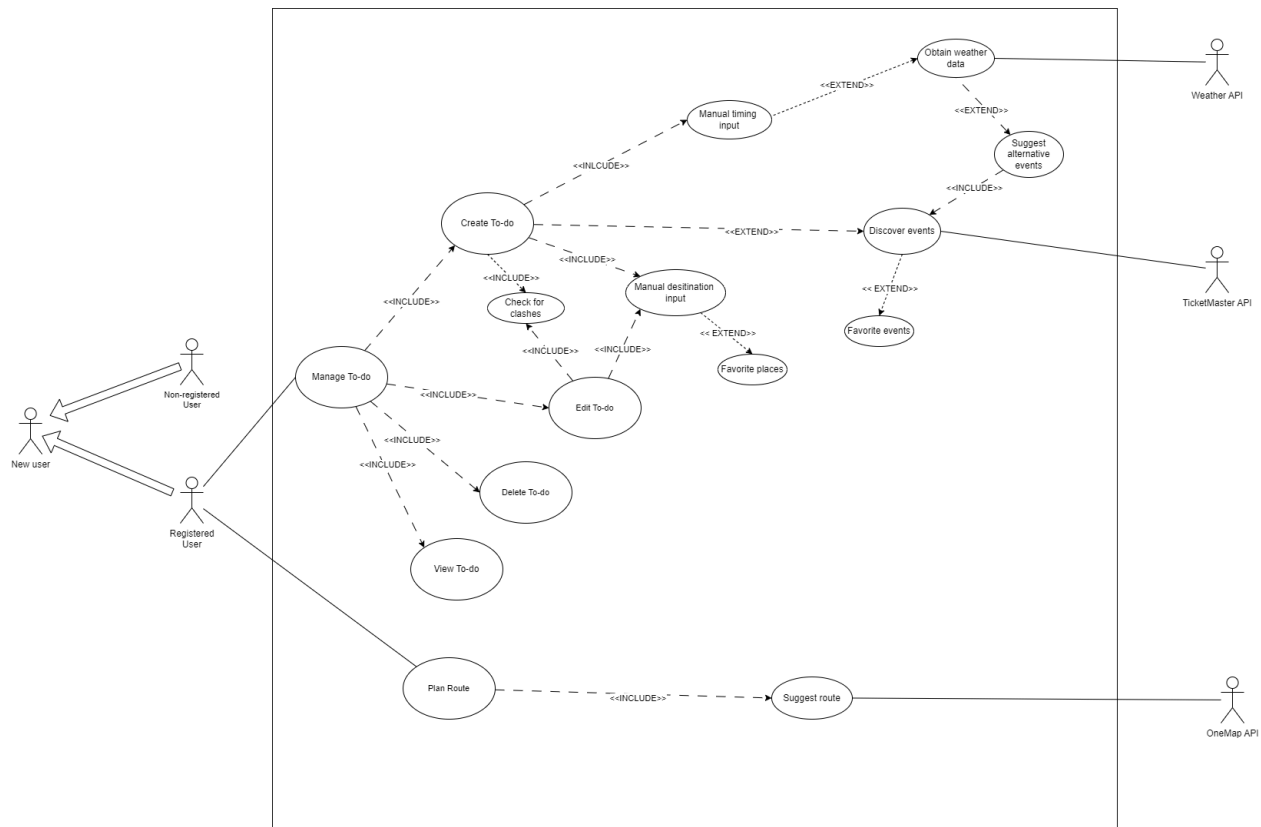 Obtain weather
data
Weather API
<<EXTEND>>
Manual timing
input
<<EXTEND>>
Suggest
alternative
events
<<INLCUDE>>
<<INCLUDE>>
Create To-do
<<EXTEND>>
Discover events
<<INCLUDE>>
<<INCLUDE>>
Manual desitination
input
<< EXTEND>>
TicketMaster API
<<INCLUDE>>
Check for
clashes
Favorite events
<< EXTEND>>
<<INCLUDE>>
<<INCLUDE>>
Favorite places
Manage To-do
Non-registered
User
<<INCLUDE>>
Edit To-do
<<INCLUDE>>
<<INCLUDE>>
New user
Delete To-do
Registered
User
View To-do
Plan Route
<<INCLUDE>>
Suggest route
OneMap API